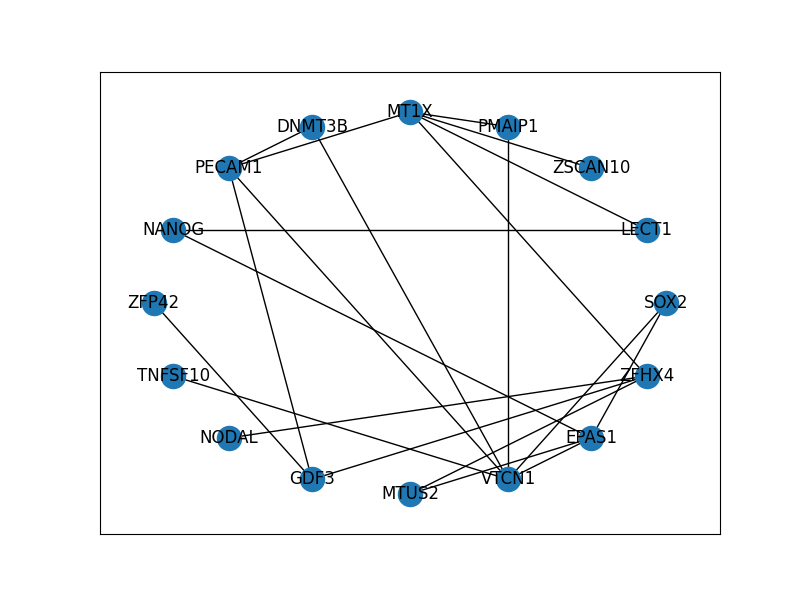 MT1X
DNMT3B
PMAIP1
PECAM1
ZSCAN10
NANOG
LECT1
ZFP42
SOX2
TNFSF10
ZFHX4
NODAL
EPAS1
GDF3
VTCN1
MTUS2